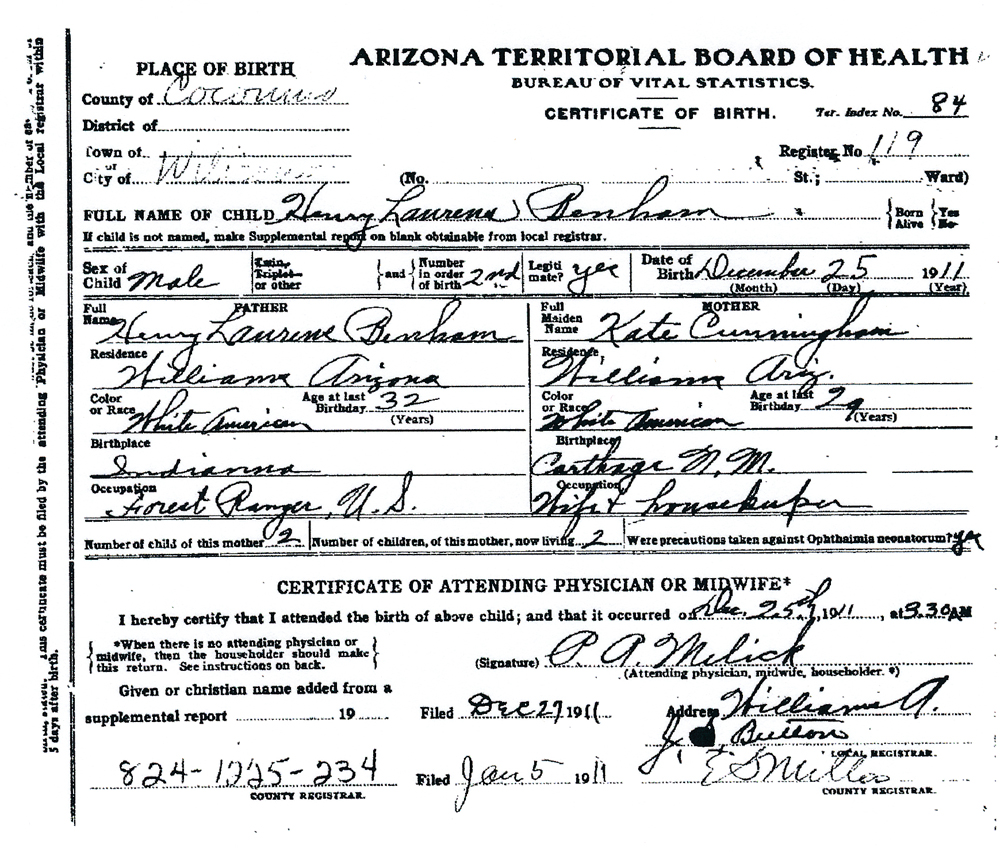 ARIZONA TERRITORIAL BOARD OF HEALTH
BUREAU OF VITAL STATISTICS.
CERTIFICATE OF BIRTH.
Ter. Index No. 84
PLACE OF BIRTH
County of Coconino
District of
Town of
or
City of Williams (No. St.; Ward)
Register No 119
FULL NAME OF CHILD Henry Laurens Benham { Born Alive } { Yes No }
If child is not named, make Supplemental report on blank obtainable from local registrar.
Sex of Child Male Twin, Triplet or other } and { Number in order of birth 2nd Legitimate? yes Date of Birth December 25 1911
(Month) (Day) (Year)
FATHER
Full Name Henry Laurens Benham
Residence
Williams Arizona
Color or Race White American Age at last Birthday 32 (Years)
Birthplace
Indianna
Occupation
Forest Ranger, U.S.
MOTHER
Full Maiden Name Kate Cunningham
Residence
Williams Ariz.
Color or Race White American Age at last Birthday 29 (Years)
Birthplace
Carthage N.M.
Occupation
Wife & housekeeper
Number of child of this mother 2 Number of children, of this mother, now living 2 Were precautions taken against Ophthalmia neonatorum? yes
CERTIFICATE OF ATTENDING PHYSICIAN OR MIDWIFE*
I hereby certify that I attended the birth of above child; and that it occurred on Dec. 25th, 1911, at 3.30 AM
{ *When there is no attending physician or
midwife, then the householder should make
this return. See instructions on back. }
(Signature) P. A. Melick
(Attending physician, midwife, householder. *)
Given or christian name added from a
supplemental report 19
Filed Dec 27 1911
Address Williams A.
J. Button
LOCAL REGISTRAR.
824-1225-234
COUNTY REGISTRAR.
Filed Jan 5 1911
E S Miller
COUNTY REGISTRAR.
certificate must be filed by the attending Physician or Midwife with the Local registrar within
5 days after birth.